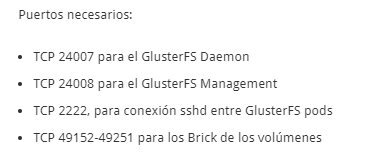 Puertos necesarios:
• TCP 24007 para el GlusterFS Daemon
• TCP 24008 para el GlusterFS Management
• TCP 2222, para conexión sshd entre GlusterFS pods
• TCP 49152-49251 para los Brick de los volúmenes